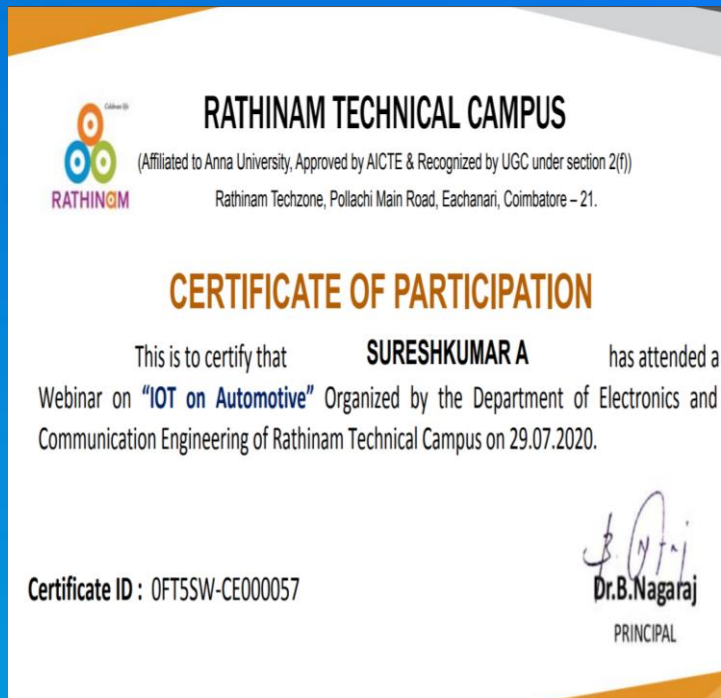 Celebrate life
RATHINAM
RATHINAM TECHNICAL CAMPUS
(Affiliated to Anna University, Approved by AICTE & Recognized by UGC under section 2(f))
Rathinam Techzone, Pollachi Main Road, Eachanari, Coimbatore – 21.
CERTIFICATE OF PARTICIPATION
This is to certify that SURESHKUMAR A has attended a
Webinar on “IOT on Automotive” Organized by the Department of Electronics and
Communication Engineering of Rathinam Technical Campus on 29.07.2020.
Certificate ID : 0FT5SW-CE000057
Dr.B.Nagaraj
PRINCIPAL